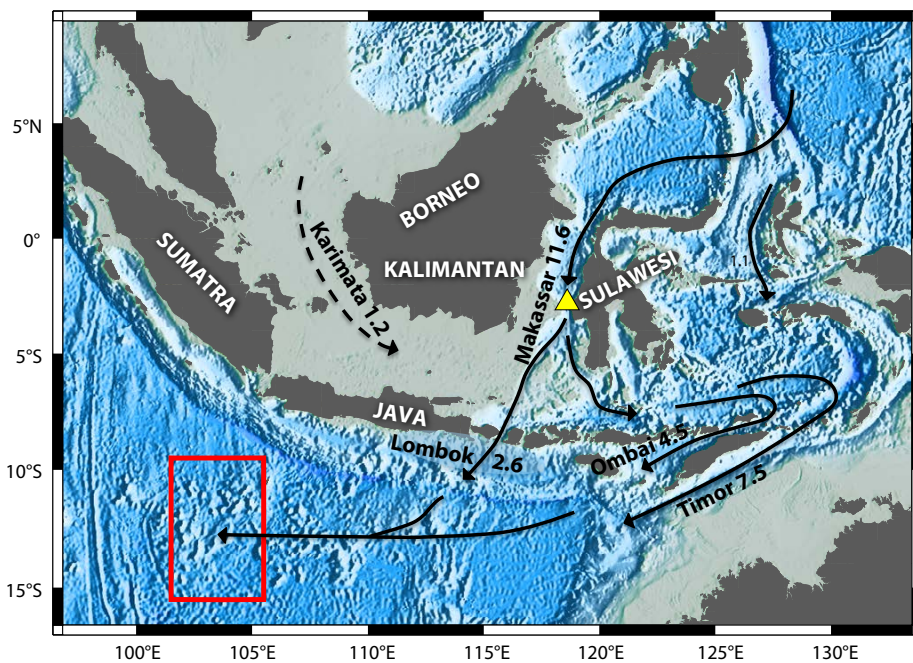 5°N
0°
5°S
10°S
15°S
100°E
105°E
110°E
115°E
120°E
125°E
130°E
BORNEO
KALIMANTAN
SUMATRA
SULAWESI
JAVA
Karimata 1.2
Makassar 11.6
1.1
Lombok 2.6
Ombai 4.5
Timor 7.5